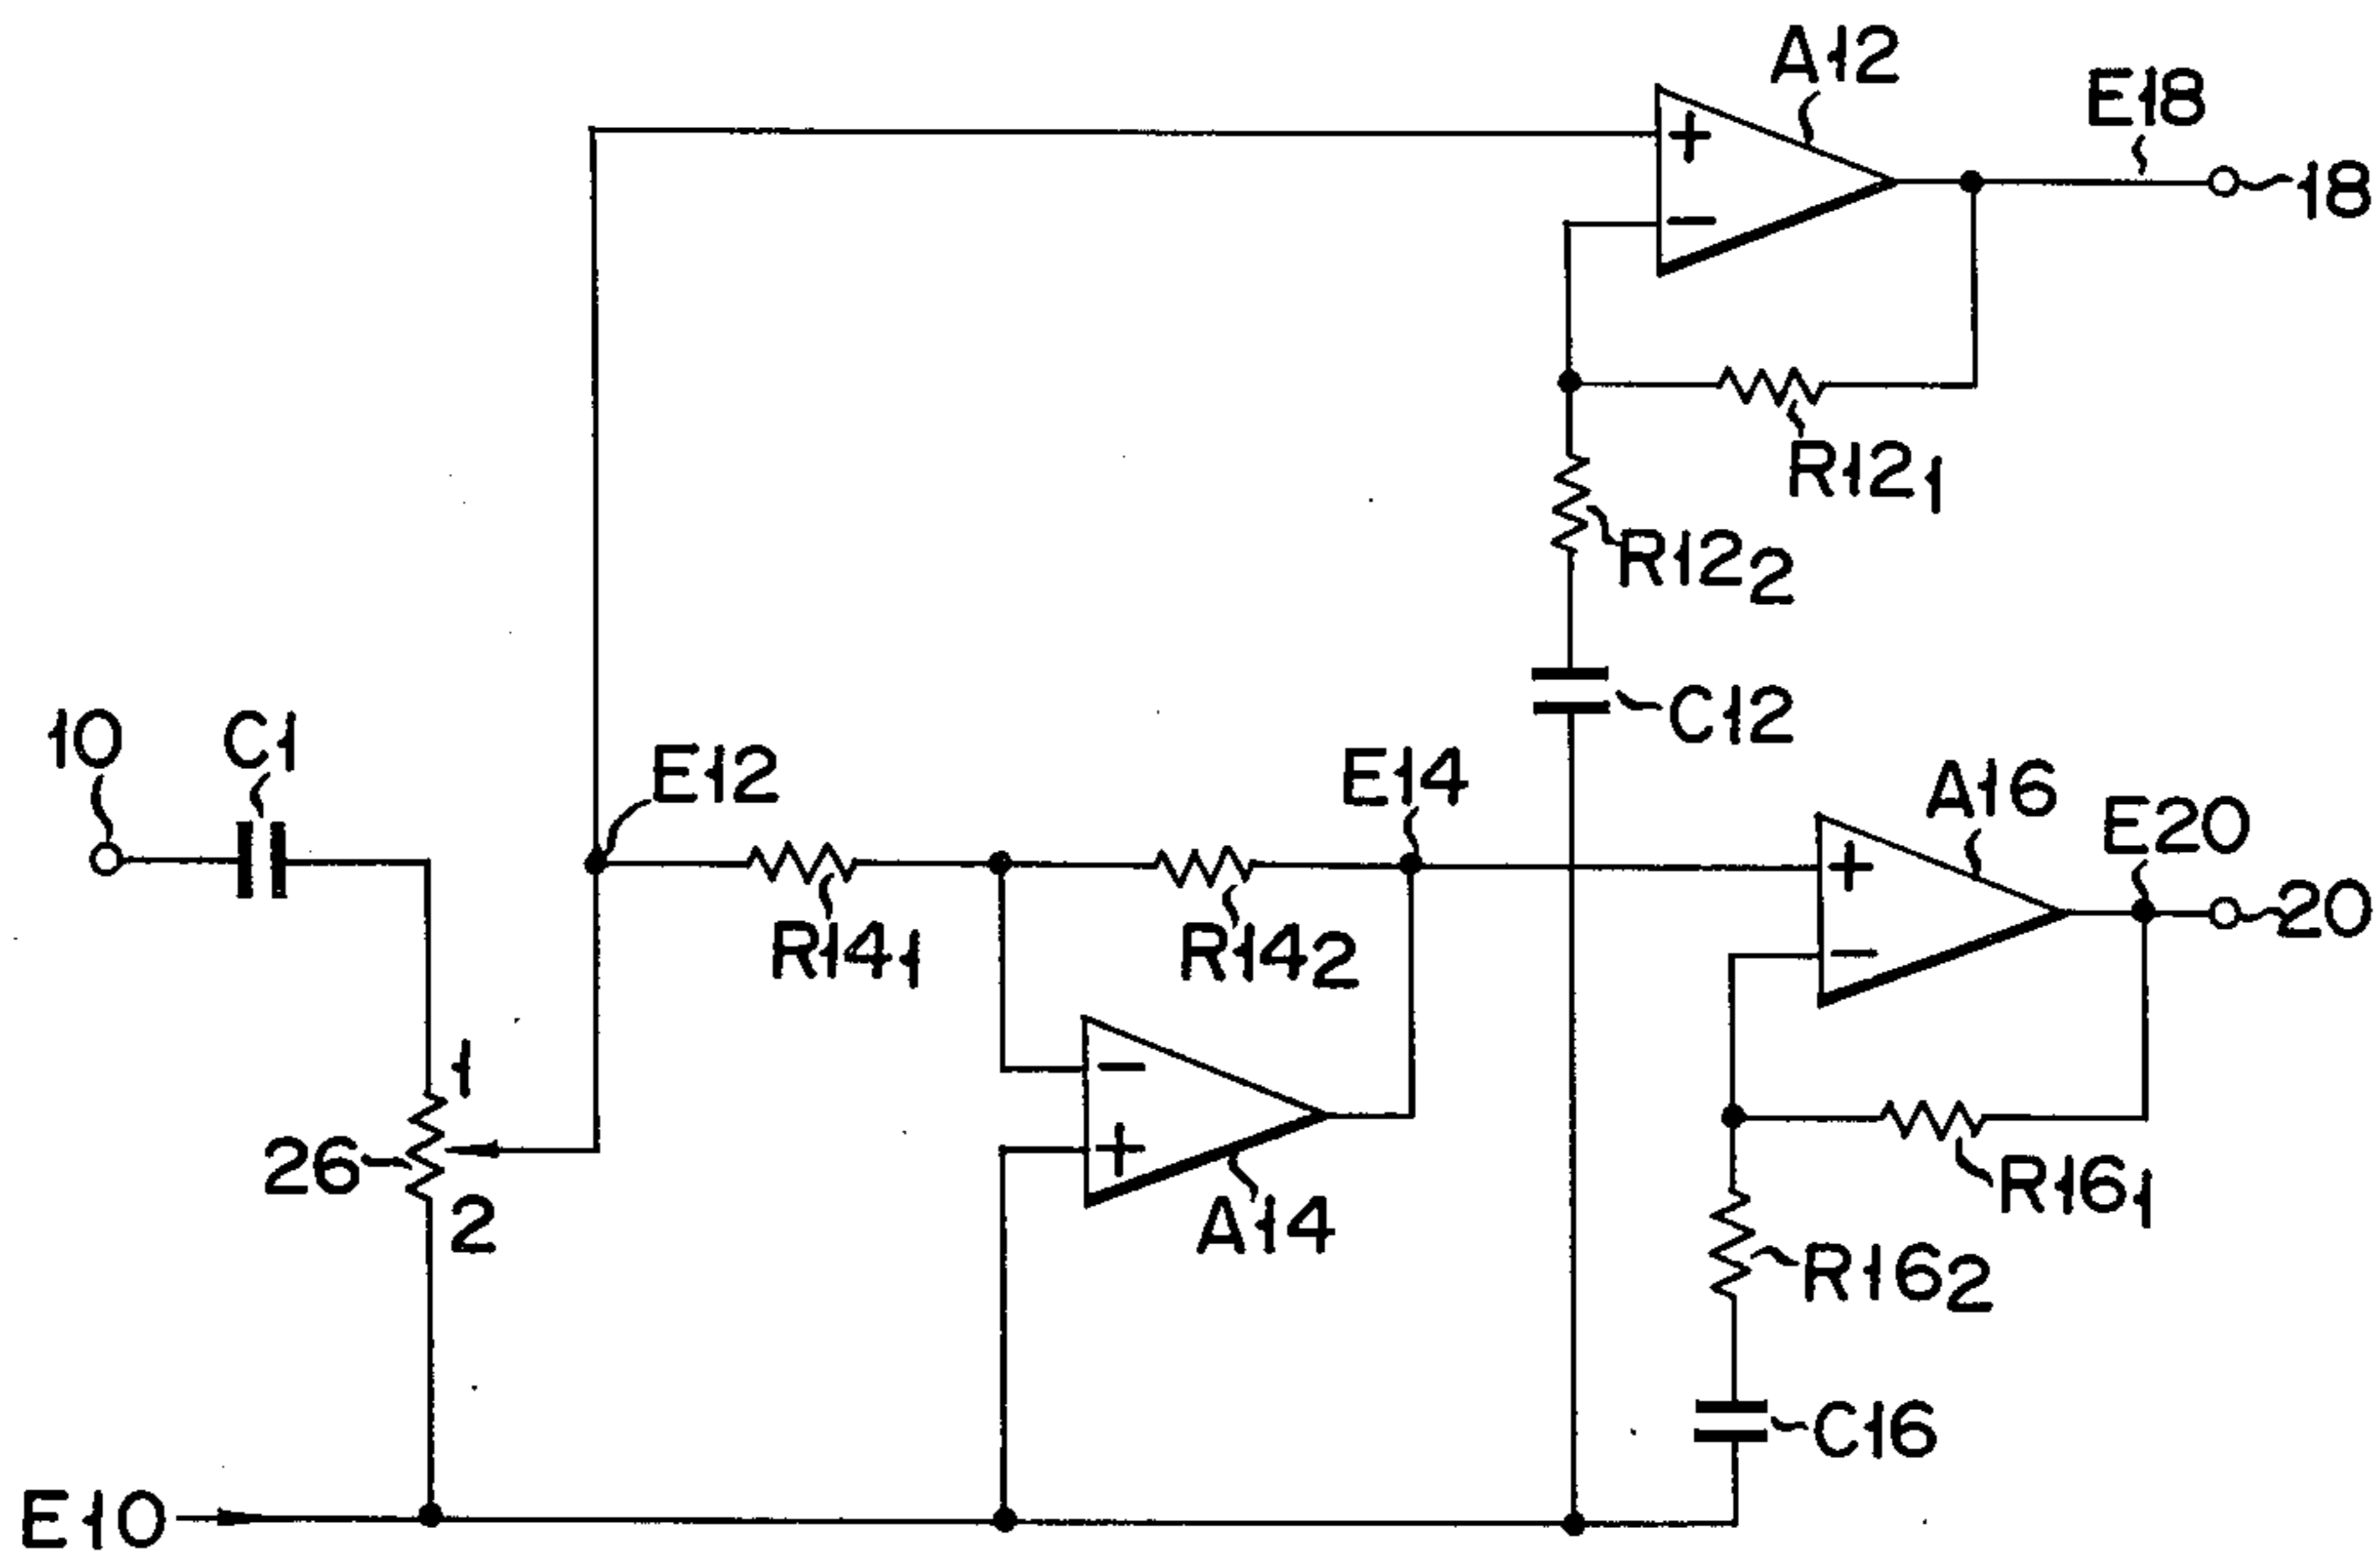 A12
E18
+
18
−
R12₁
R12₂
10
C1
C12
E12
E14
A16
E20
+
20
R14₁
R14₂
−
1
−
26
+
R16₁
2
A14
R16₂
C16
E10